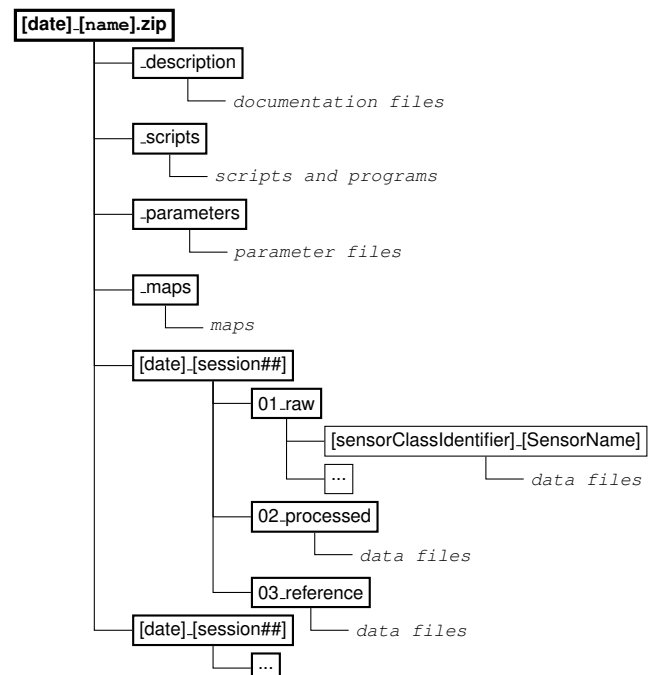 [date]_[name].zip
_description
documentation files
_scripts
scripts and programs
_parameters
parameter files
_maps
maps
[date]_[session##]
01_raw
[sensorClassIdentifier]_[SensorName]
data files
...
02_processed
data files
03_reference
data files
[date]_[session##]
...